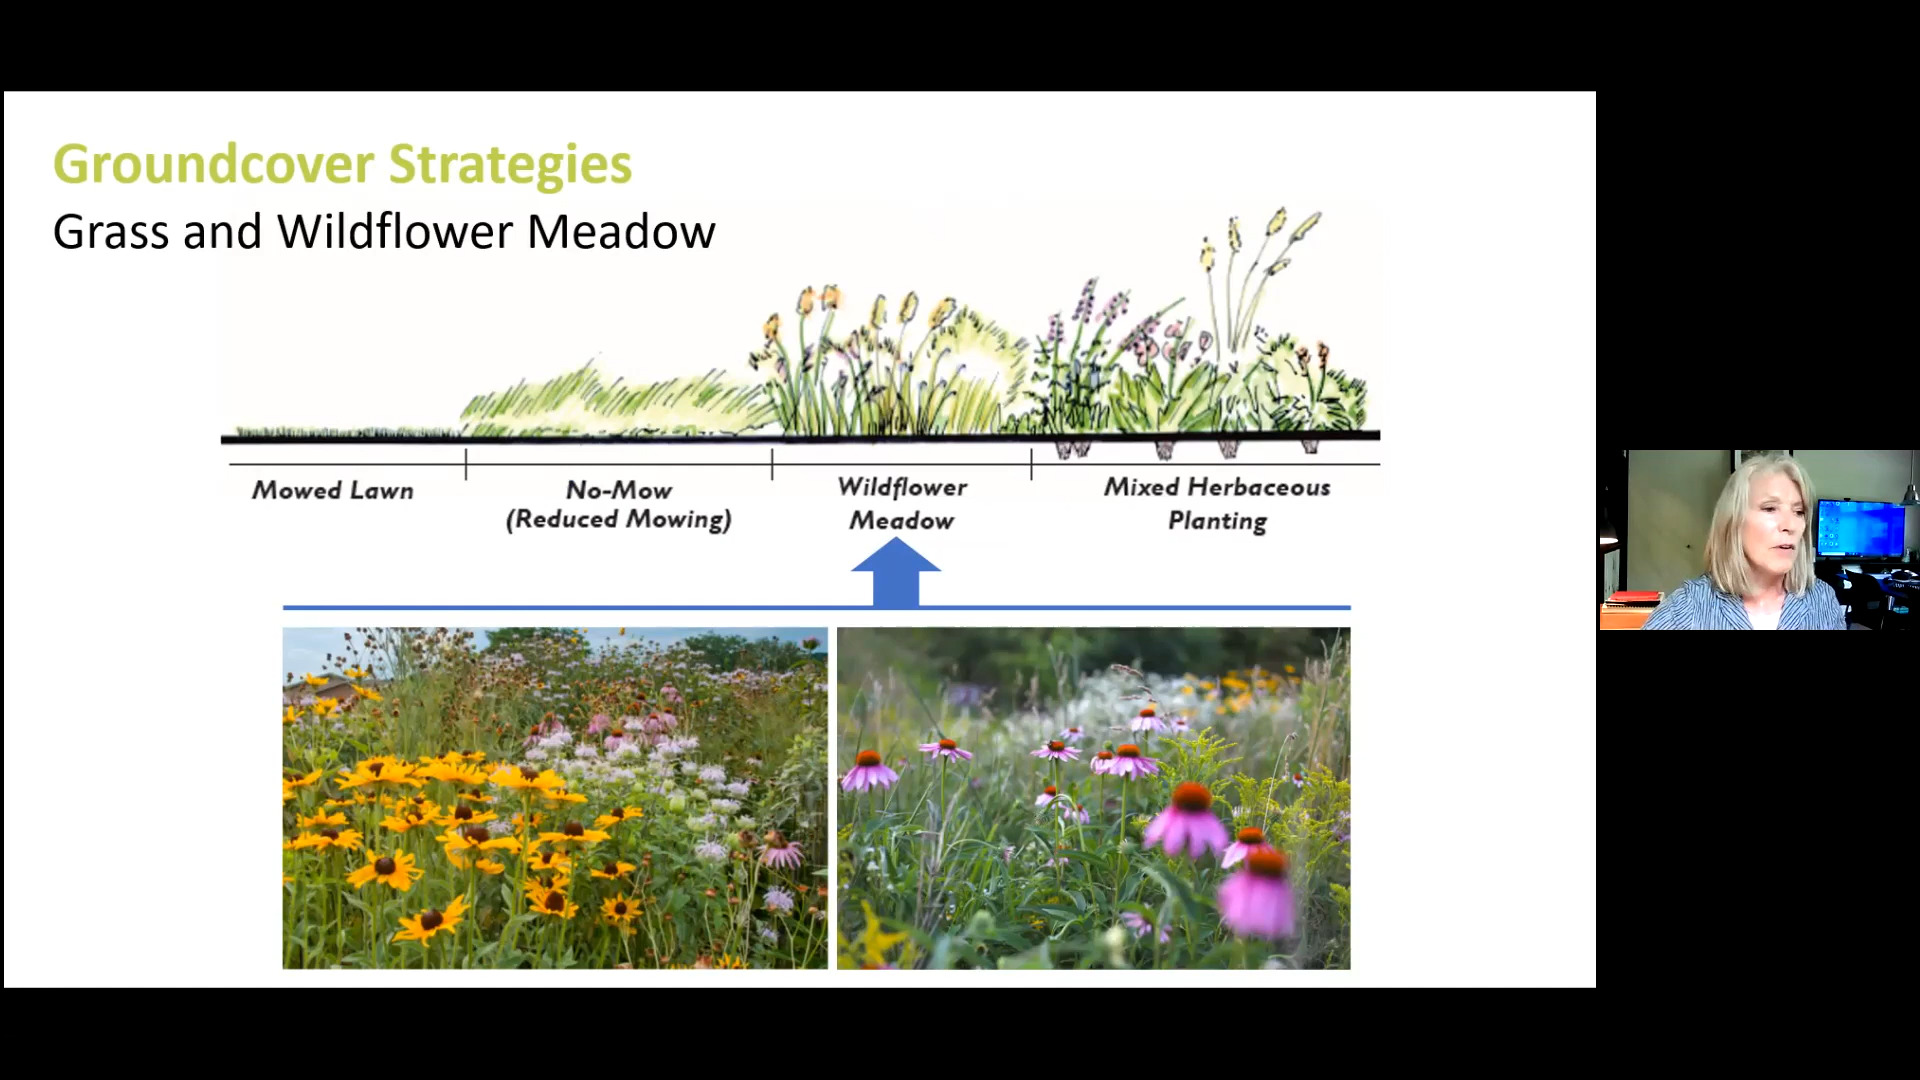 Groundcover Strategies
Grass and Wildflower Meadow
Mowed Lawn
No-Mow
(Reduced Mowing)
Wildflower
Meadow
Mixed Herbaceous
Planting